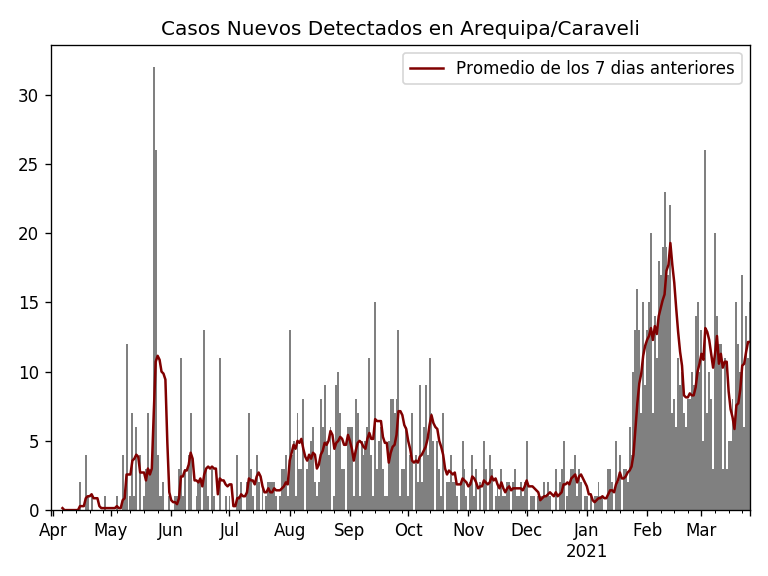 Casos Nuevos Detectados en Arequipa/Caraveli
Promedio de los 7 dias anteriores
30
25
20
15
10
5
0
Apr May Jun Jul Aug Sep Oct Nov Dec Jan Feb Mar
2021